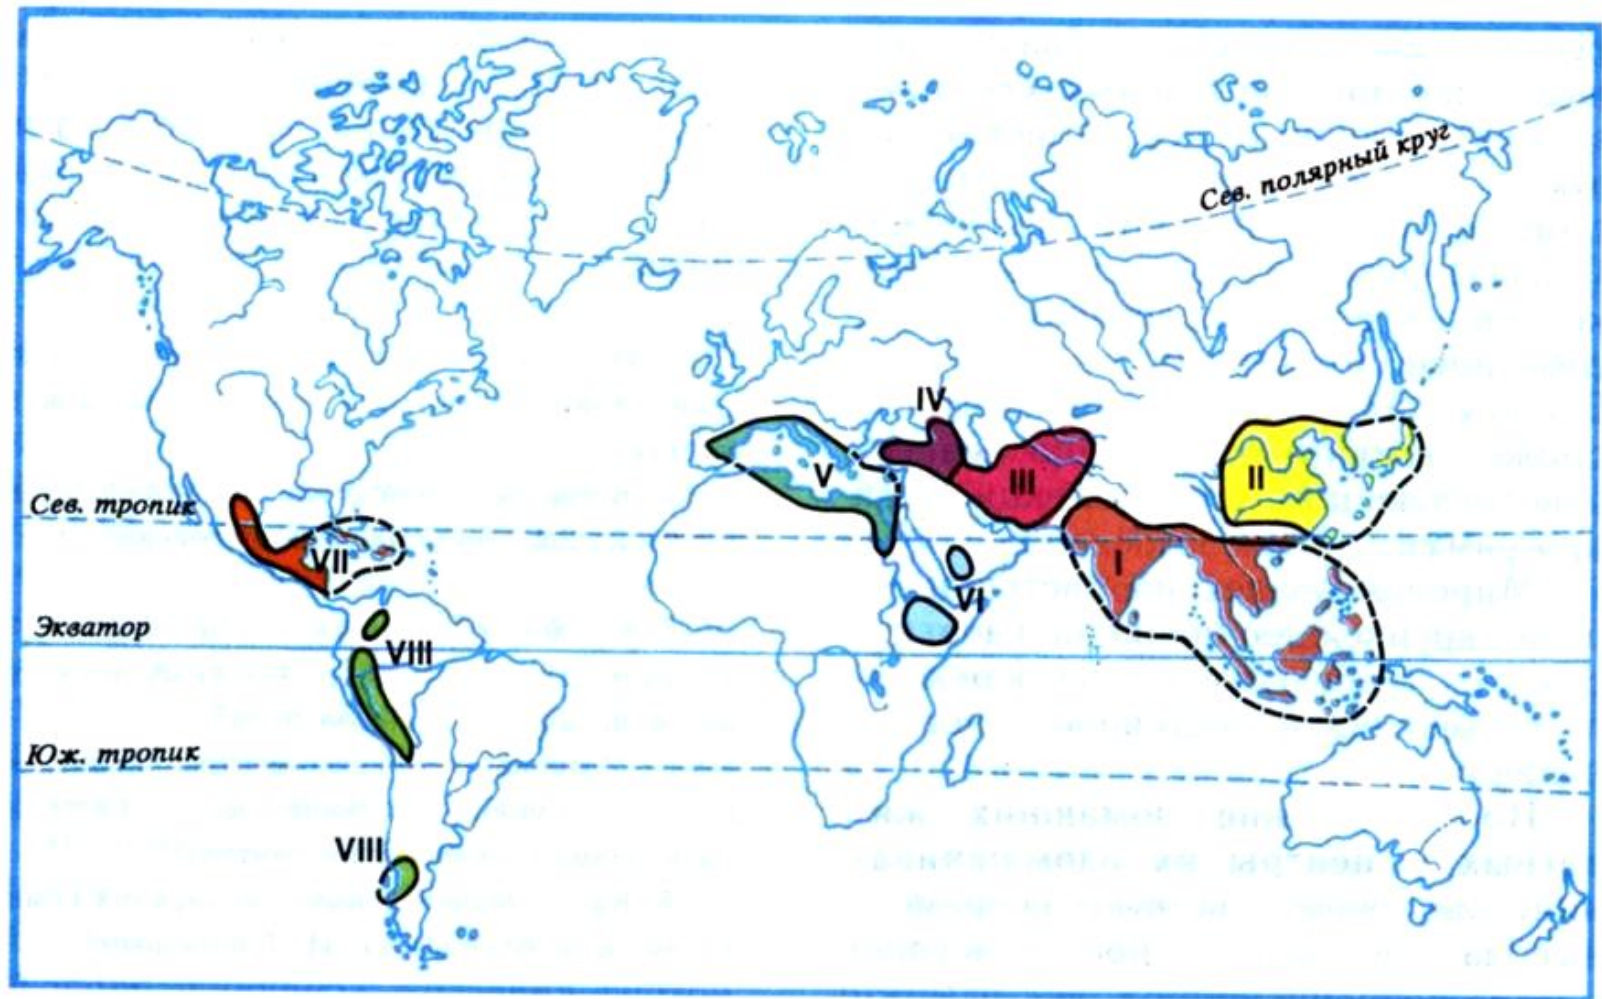 Сев. полярный круг
IV
Сев. тропик
V
III
II
VII
I
VI
Экватор
VIII
Юж. тропик
VIII